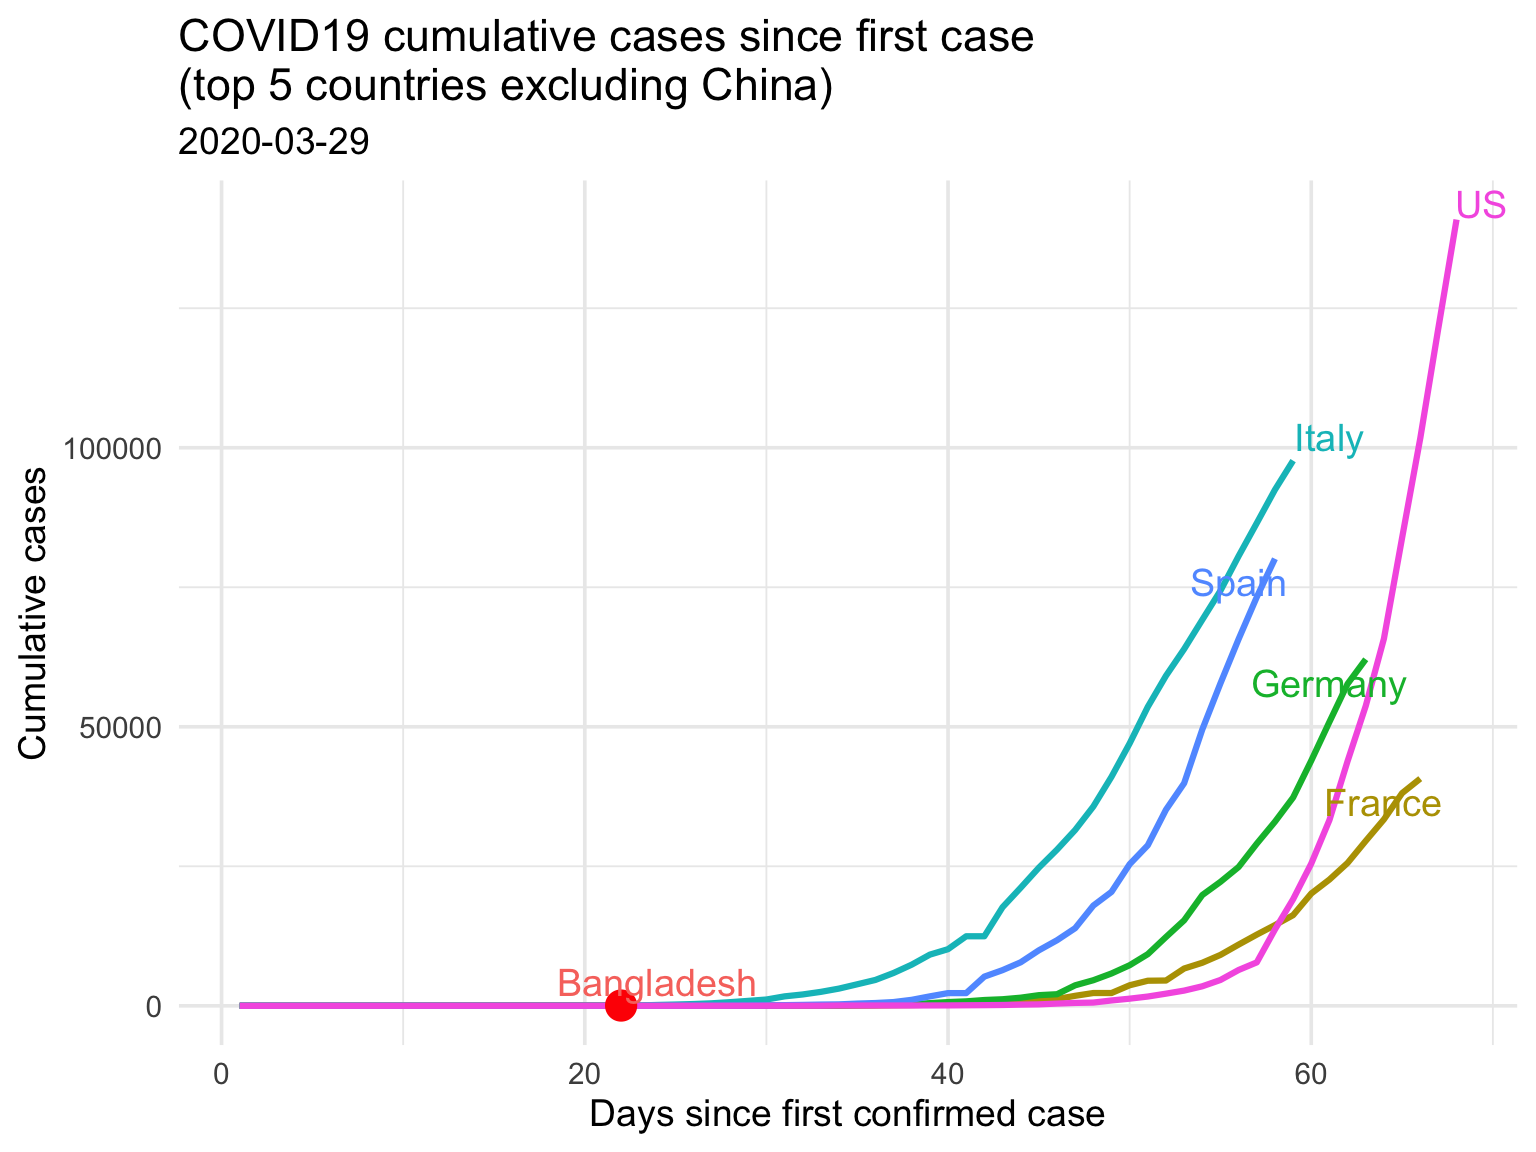 COVID19 cumulative cases since first case
(top 5 countries excluding China)
2020-03-29
US
Italy
Spain
Germany
France
Bangladesh
100000
50000
0
0
20
40
60
Cumulative cases
Days since first confirmed case